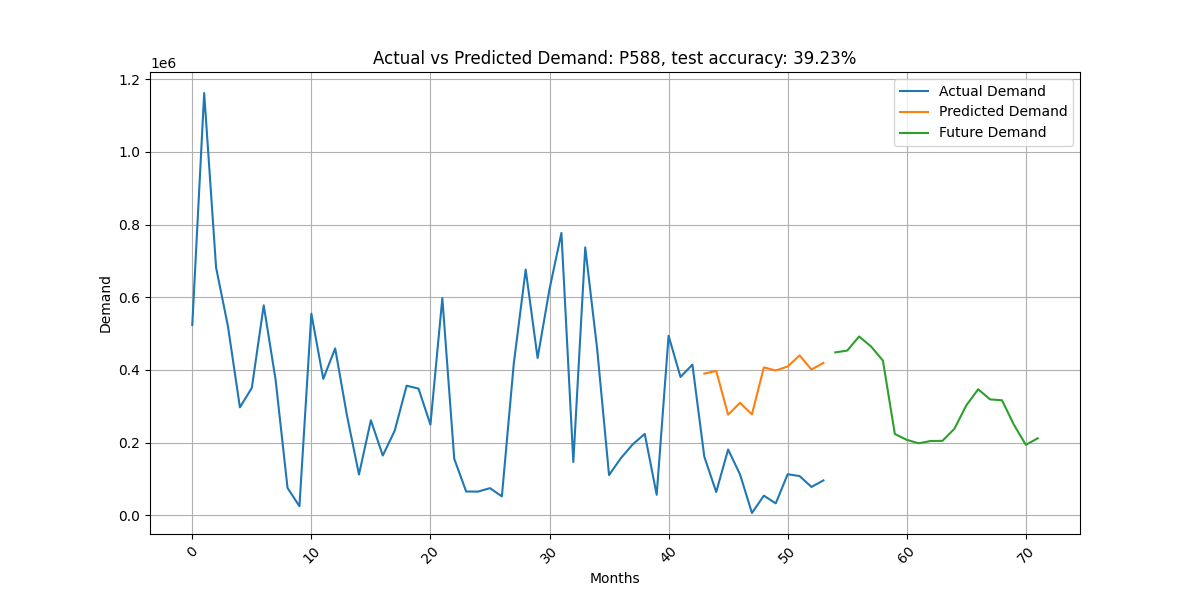 Actual vs Predicted Demand: P588, test accuracy: 39.23%
1e6
1.2
1.0
0.8
0.6
0.4
0.2
0.0
Demand
Actual Demand
Predicted Demand
Future Demand
0
10
20
30
40
50
60
70
Months